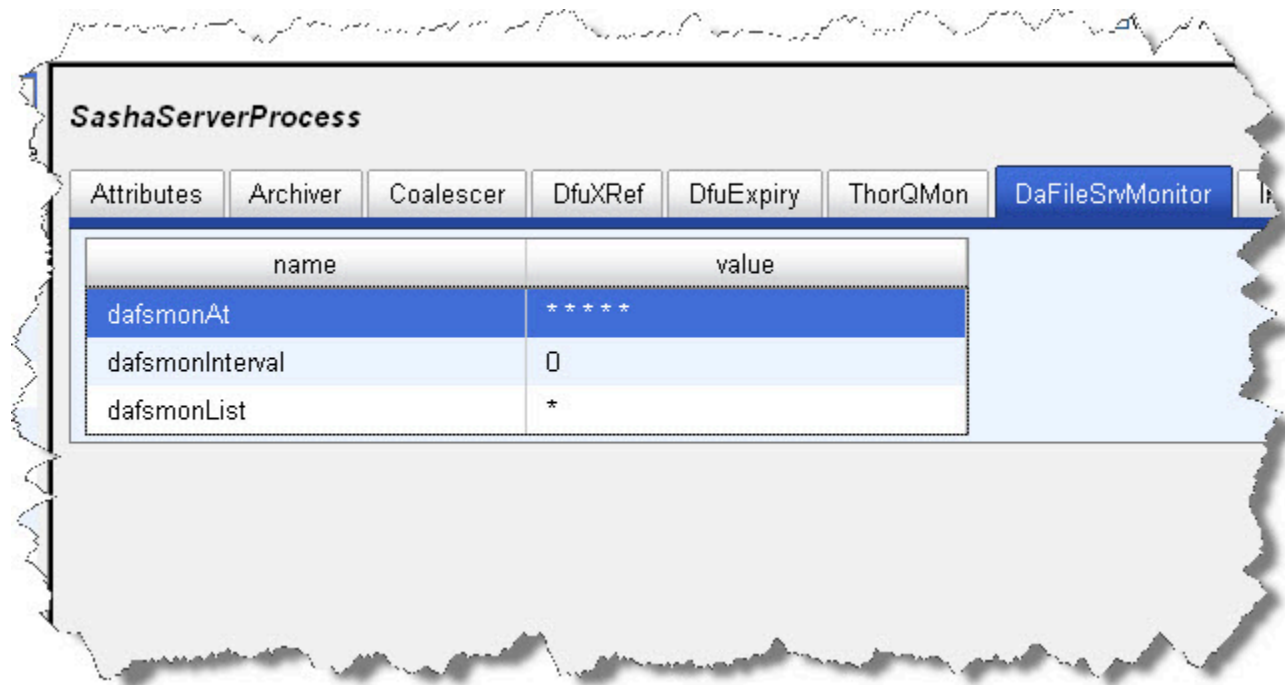 SashaServerProcess
Attributes Archiver Coalescer DfuXRef DfuExpiry ThorQMon DaFileSrvMonitor
name value
dafsmonAt * * * * *
dafsmonInterval 0
dafsmonList *